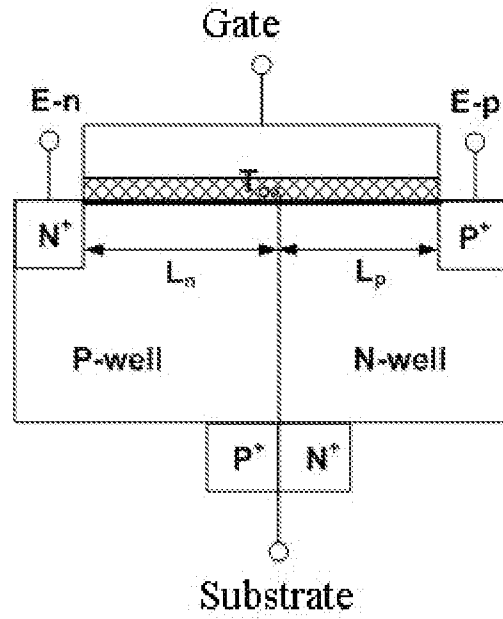 Gate
E-n E-p
Tox
N+ P+
Ln Lp
P-well N-well
P+ N+
Substrate